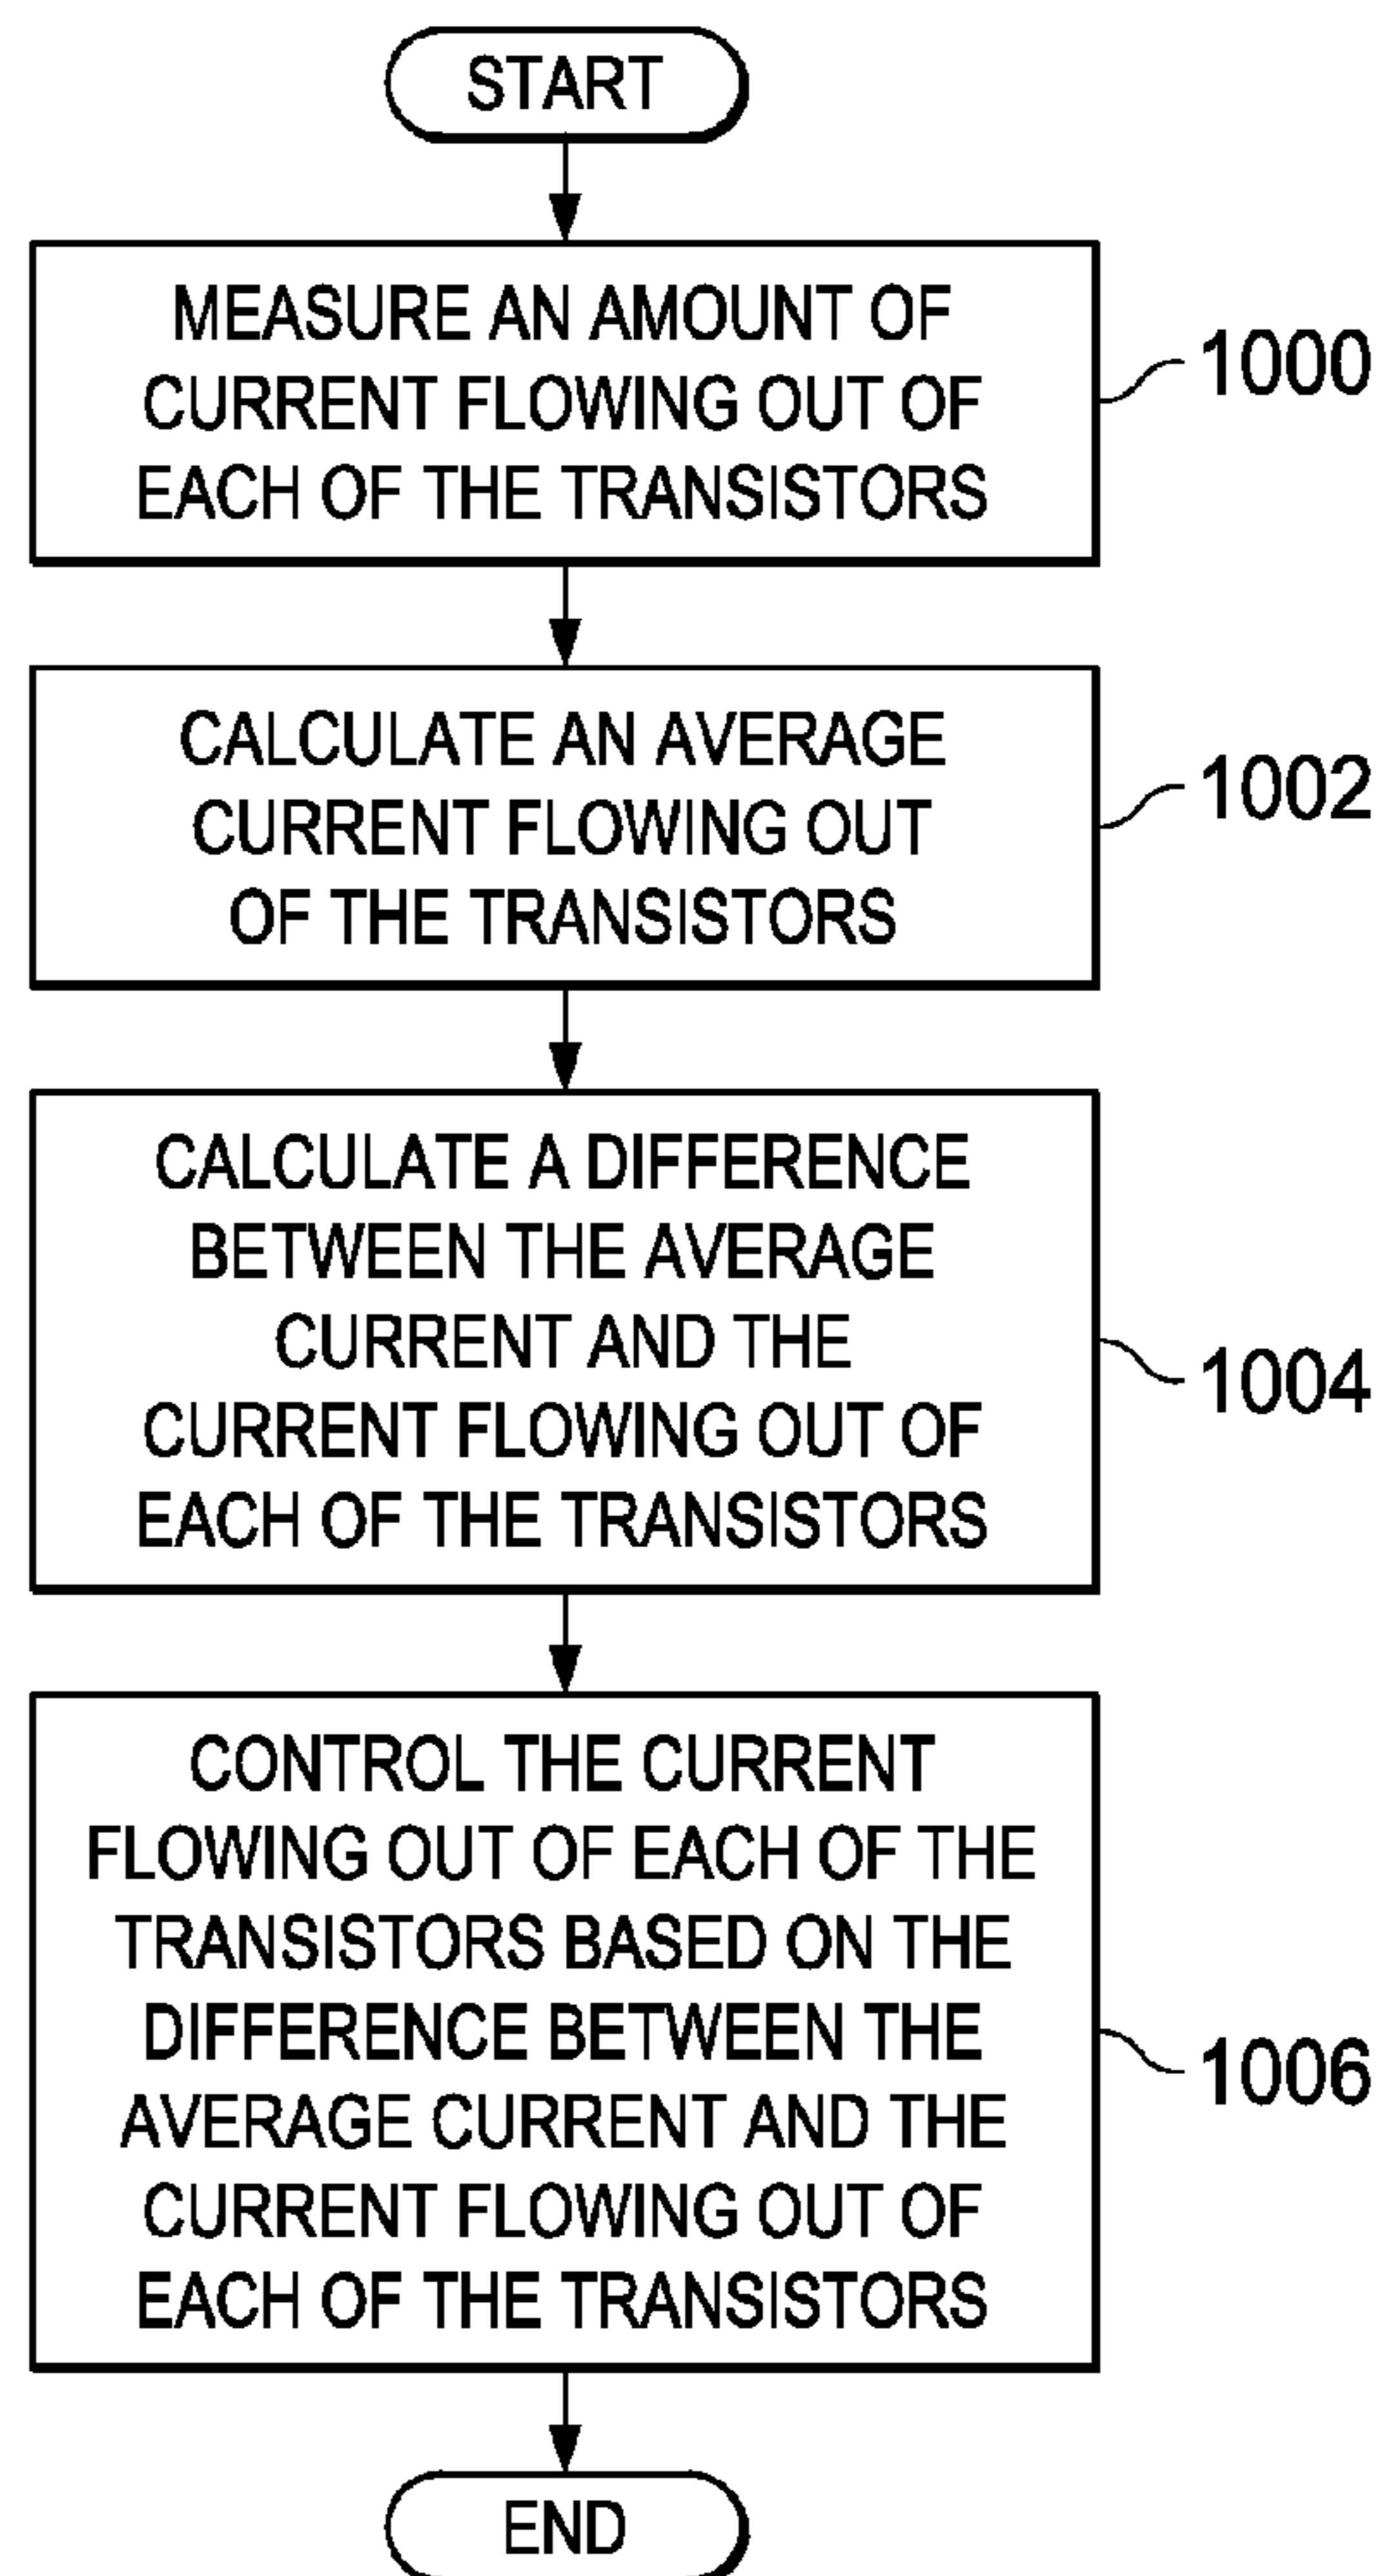 START
MEASURE AN AMOUNT OF
CURRENT FLOWING OUT OF
EACH OF THE TRANSISTORS
1000
CALCULATE AN AVERAGE
CURRENT FLOWING OUT
OF THE TRANSISTORS
1002
CALCULATE A DIFFERENCE
BETWEEN THE AVERAGE
CURRENT AND THE
CURRENT FLOWING OUT OF
EACH OF THE TRANSISTORS
1004
CONTROL THE CURRENT
FLOWING OUT OF EACH OF THE
TRANSISTORS BASED ON THE
DIFFERENCE BETWEEN THE
AVERAGE CURRENT AND THE
CURRENT FLOWING OUT OF
EACH OF THE TRANSISTORS
1006
END